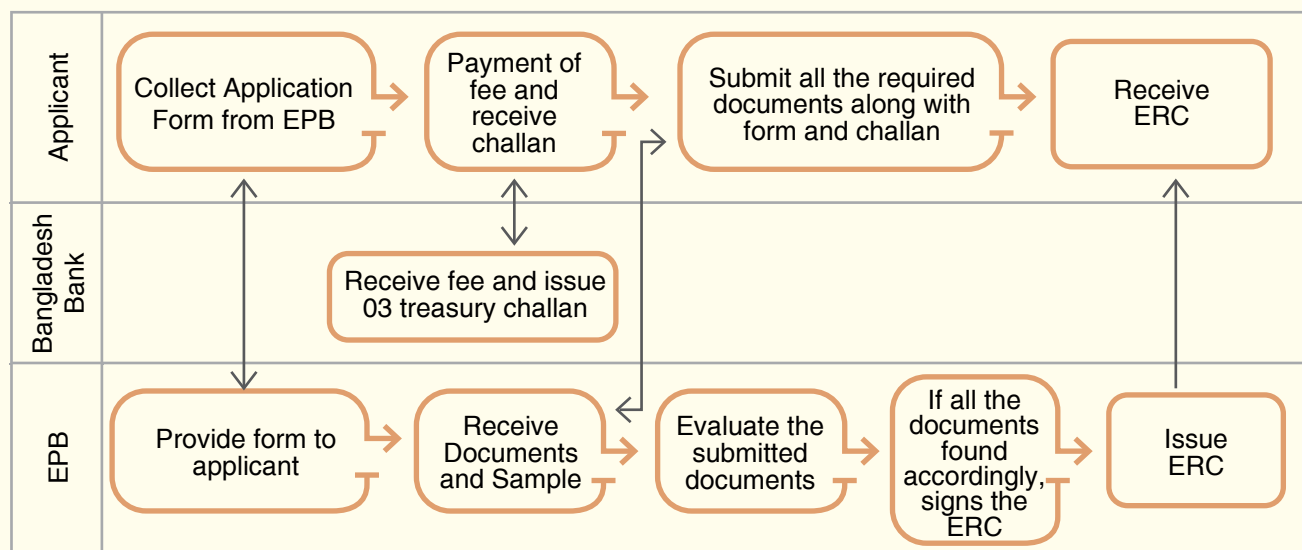 Applicant
Collect Application
Form from EPB
Payment of
fee and
receive
challan
Submit all the required
documents along with
form and challan
Receive
ERC
Bangladesh
Bank
Receive fee and issue
03 treasury challan
EPB
Provide form to
applicant
Receive
Documents
and Sample
Evaluate the
submitted
documents
If all the
documents
found
accordingly,
signs the
ERC
Issue
ERC